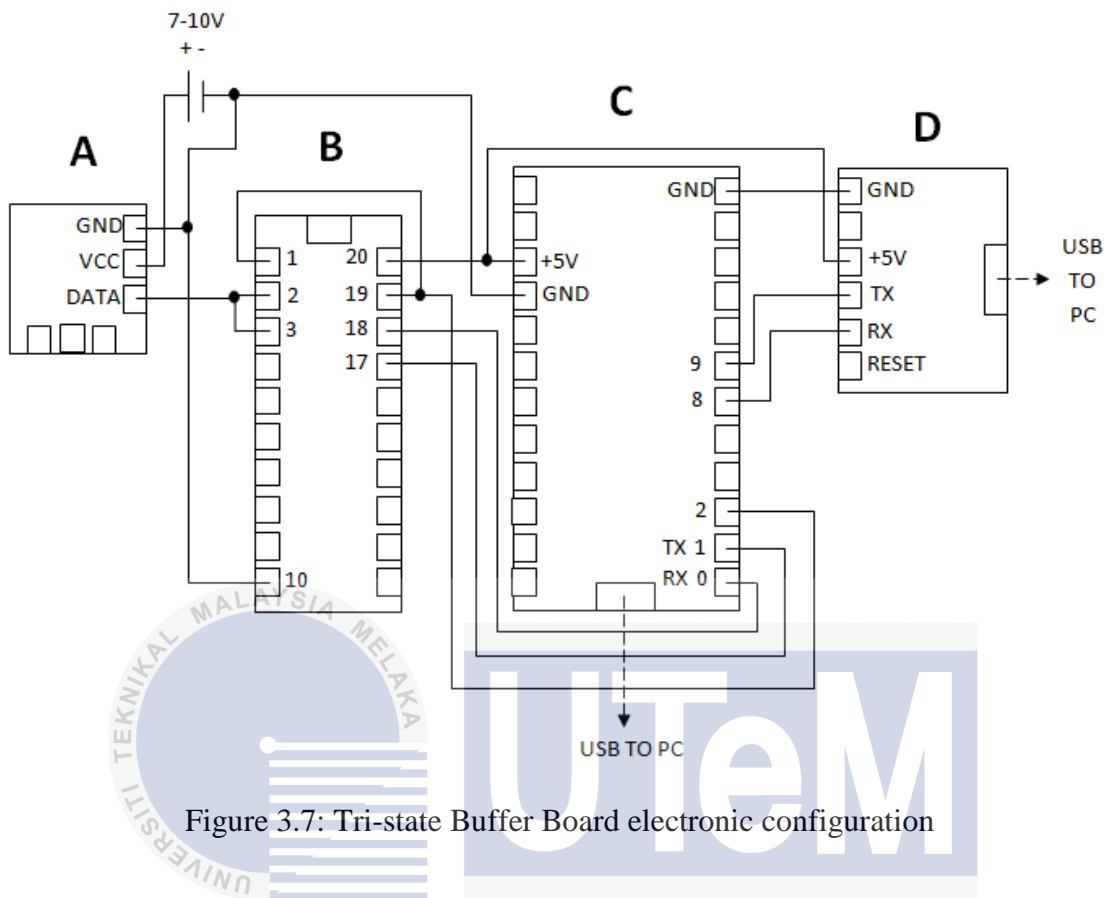 7-10V
+ -
A
B
C
D
GND
VCC
DATA
1
2
3
10
20
19
18
17
+5V
GND
GND
9
8
2
TX 1
RX 0
GND
+5V
TX
RX
RESET
USB
TO
PC
USB TO PC
UNIVERSITI TEKNIKAL MALAYSIA MELAKA
UTeM
Figure 3.7: Tri-state Buffer Board electronic configuration